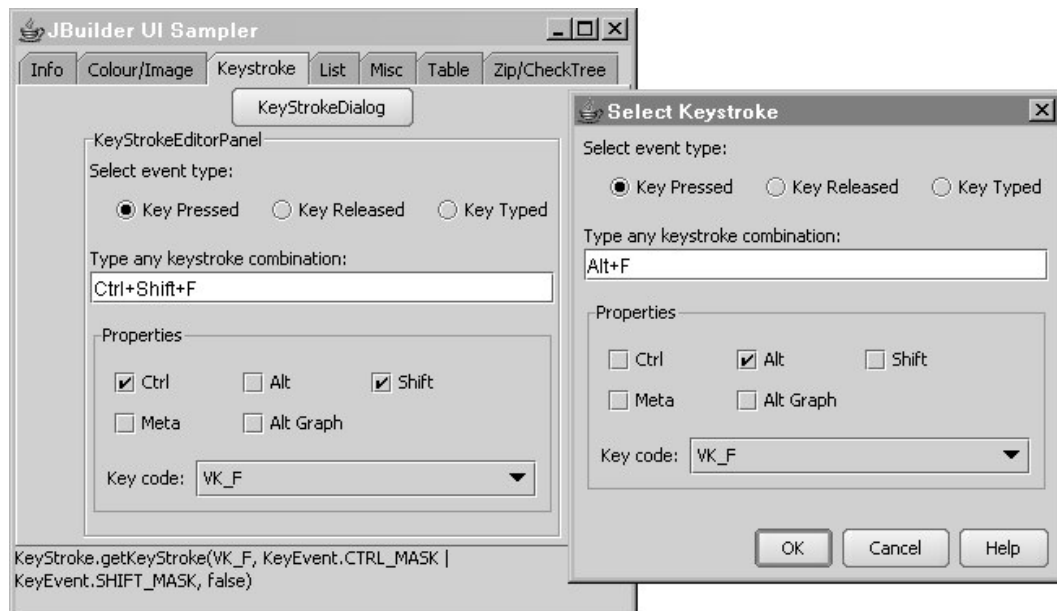 JBuilder UI Sampler
Info Colour/Image Keystroke List Misc Table Zip/CheckTree
KeyStrokeDialog
KeyStrokeEditorPanel
Select event type:
Key Pressed Key Released Key Typed
Type any keystroke combination:
Ctrl+Shift+F
Properties
Ctrl Alt Shift
Meta Alt Graph
Key code: VK_F
KeyStroke.getKeyStroke(VK_F, KeyEvent.CTRL_MASK |
KeyEvent.SHIFT_MASK, false)
Select Keystroke
Select event type:
Key Pressed Key Released Key Typed
Type any keystroke combination:
Alt+F
Properties
Ctrl Alt Shift
Meta Alt Graph
Key code: VK_F
OK Cancel Help